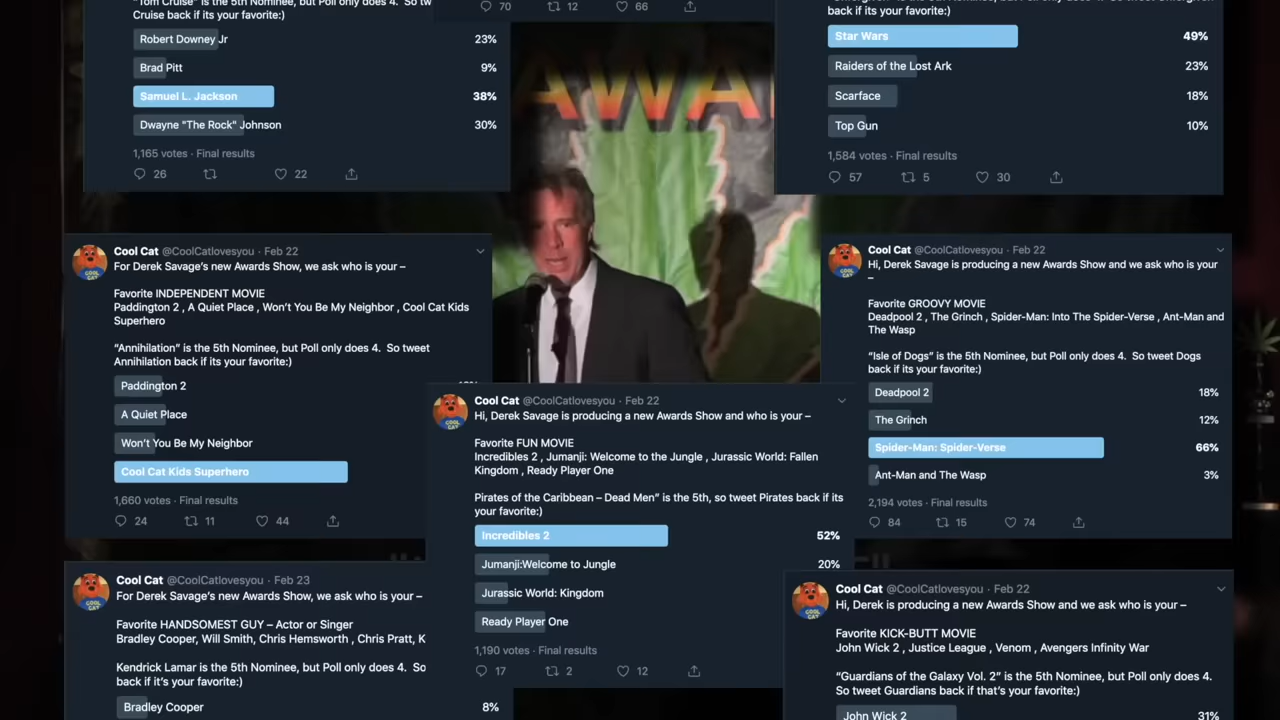 "Tom Cruise" is the 5th Nominee, but Poll only does 4. So tw
Cruise back if its your favorite:)
Robert Downey Jr 23%
Brad Pitt 9%
Samuel L. Jackson 38%
Dwayne "The Rock" Johnson 30%
1,165 votes · Final results
26 22
70 12 66
back if its your favorite:)
Star Wars 49%
Raiders of the Lost Ark 23%
Scarface 18%
Top Gun 10%
1,584 votes · Final results
57 5 30
AWA
Cool Cat @CoolCatlovesyou · Feb 22
For Derek Savage's new Awards Show, we ask who is your –
Favorite INDEPENDENT MOVIE
Paddington 2 , A Quiet Place , Won't You Be My Neighbor , Cool Cat Kids
Superhero
"Annihilation" is the 5th Nominee, but Poll only does 4. So tweet
Annihilation back if its your favorite:)
Paddington 2
A Quiet Place
Won't You Be My Neighbor
Cool Cat Kids Superhero
1,660 votes · Final results
24 11 44
Cool Cat @CoolCatlovesyou · Feb 22
Hi, Derek Savage is producing a new Awards Show and we ask who is your
–
Favorite GROOVY MOVIE
Deadpool 2 , The Grinch , Spider-Man: Into The Spider-Verse , Ant-Man and
The Wasp
"Isle of Dogs" is the 5th Nominee, but Poll only does 4. So tweet Dogs
back if its your favorite:)
Deadpool 2 18%
The Grinch 12%
Spider-Man: Spider-Verse 66%
Ant-Man and The Wasp 3%
2,194 votes · Final results
84 15 74
Cool Cat @CoolCatlovesyou · Feb 22
Hi, Derek Savage is producing a new Awards Show and who is your –
Favorite FUN MOVIE
Incredibles 2 , Jumanji: Welcome to the Jungle , Jurassic World: Fallen
Kingdom , Ready Player One
Pirates of the Caribbean – Dead Men" is the 5th, so tweet Pirates back if its
your favorite:)
Incredibles 2 52%
Jumanji:Welcome to Jungle 20%
Jurassic World: Kingdom
Ready Player One
1,190 votes · Final results
17 2 12
Cool Cat @CoolCatlovesyou · Feb 23
For Derek Savage's new Awards Show, we ask who is your –
Favorite HANDSOMEST GUY – Actor or Singer
Bradley Cooper, Will Smith, Chris Hemsworth , Chris Pratt, K
Kendrick Lamar is the 5th Nominee, but Poll only does 4. So
back if it's your favorite:)
Bradley Cooper 8%
Cool Cat @CoolCatlovesyou · Feb 22
Hi, Derek is producing a new Awards Show and we ask who is your –
Favorite KICK-BUTT MOVIE
John Wick 2 , Justice League , Venom , Avengers Infinity War
"Guardians of the Galaxy Vol. 2" is the 5th Nominee, but Poll only does 4.
So tweet Guardians back if that's your favorite:)
John Wick 2 31%